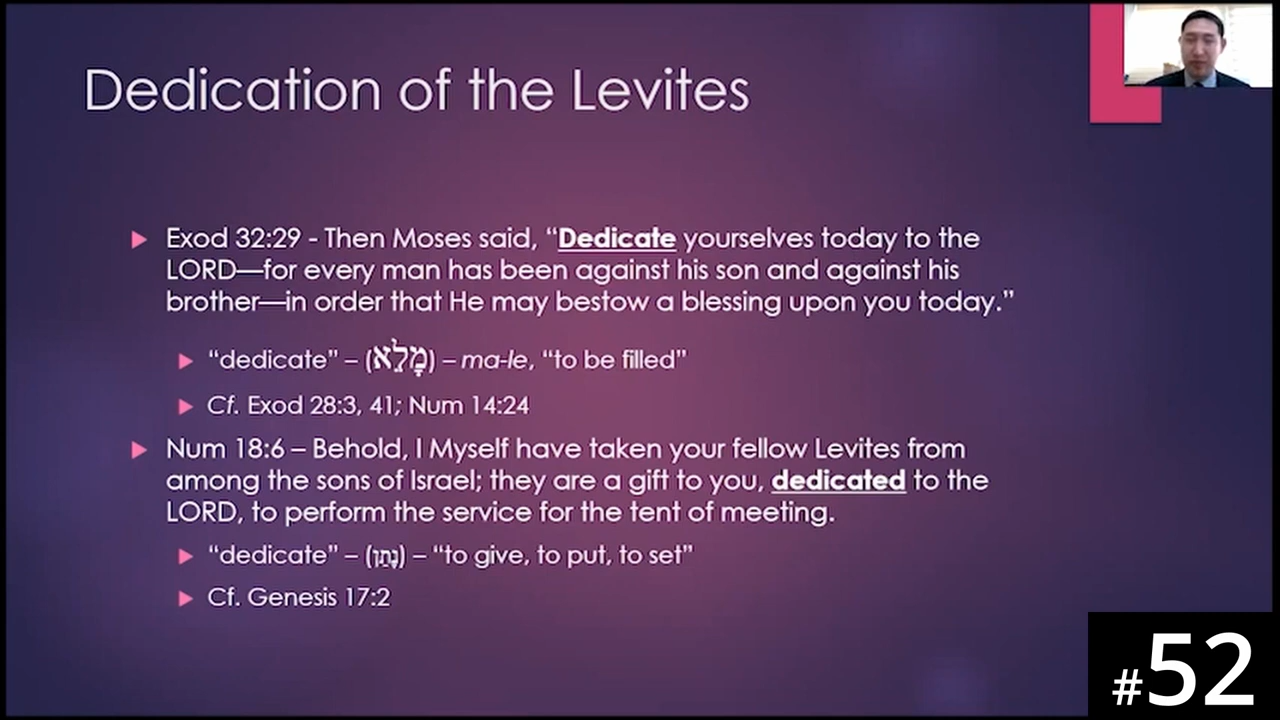 Dedication of the Levites
Exod 32:29 - Then Moses said, “Dedicate yourselves today to the
LORD—for every man has been against his son and against his
brother—in order that He may bestow a blessing upon you today.”
“dedicate” – (מָלֵא) – ma-le, “to be filled”
Cf. Exod 28:3, 41; Num 14:24
Num 18:6 – Behold, I Myself have taken your fellow Levites from
among the sons of Israel; they are a gift to you, dedicated to the
LORD, to perform the service for the tent of meeting.
“dedicate” – (נָתַן) – “to give, to put, to set”
Cf. Genesis 17:2
#52